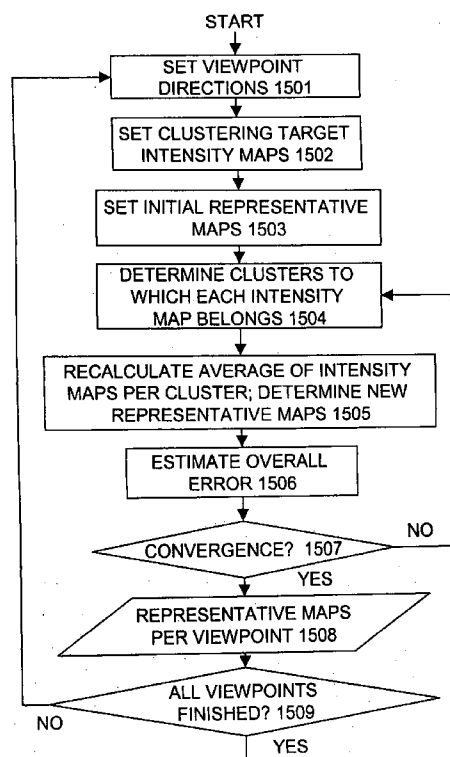 START
SET VIEWPOINT
DIRECTIONS 1501
SET CLUSTERING TARGET
INTENSITY MAPS 1502
SET INITIAL REPRESENTATIVE
MAPS 1503
DETERMINE CLUSTERS TO
WHICH EACH INTENSITY
MAP BELONGS 1504
RECALCULATE AVERAGE OF INTENSITY
MAPS PER CLUSTER; DETERMINE NEW
REPRESENTATIVE MAPS 1505
ESTIMATE OVERALL
ERROR 1506
CONVERGENCE? 1507
NO
YES
REPRESENTATIVE MAPS
PER VIEWPOINT 1508
ALL VIEWPOINTS
FINISHED? 1509
NO
YES